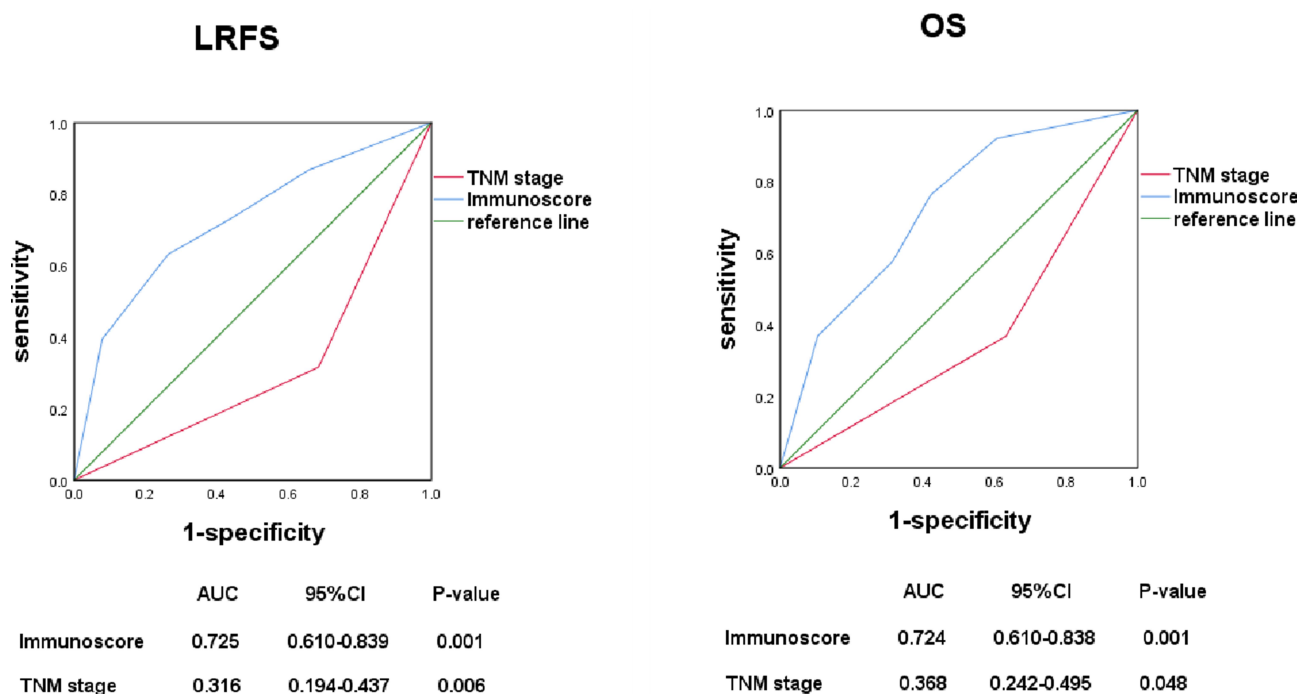 LRFS
1.0
0.8
0.6
0.4
0.2
0.0
0.0 0.2 0.4 0.6 0.8 1.0
sensitivity
1-specificity
TNM stage
Immunoscore
reference line
AUC 95%CI P-value
Immunoscore 0.725 0.610-0.839 0.001
TNM stage 0.316 0.194-0.437 0.006
OS
1.0
0.8
0.6
0.4
0.2
0.0
0.0 0.2 0.4 0.6 0.8 1.0
sensitivity
1-specificity
TNM stage
Immunoscore
reference line
AUC 95%CI P-value
Immunoscore 0.724 0.610-0.838 0.001
TNM stage 0.368 0.242-0.495 0.048